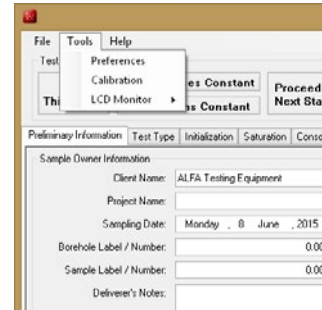 File Tools Help
Test
Preferences
Calibration
LCD Monitor
es Constant
ns Constant
Proceed
Next Sta
Thi
Preliminary Information Test Type Initialization Saturation Conso
Sample Owner Information
Client Name: ALFA Testing Equipment
Project Name:
Sampling Date: Monday , 8 June , 2015
Borehole Label / Number: 0.00
Sample Label / Number: 0.00
Deliverer's Notes: